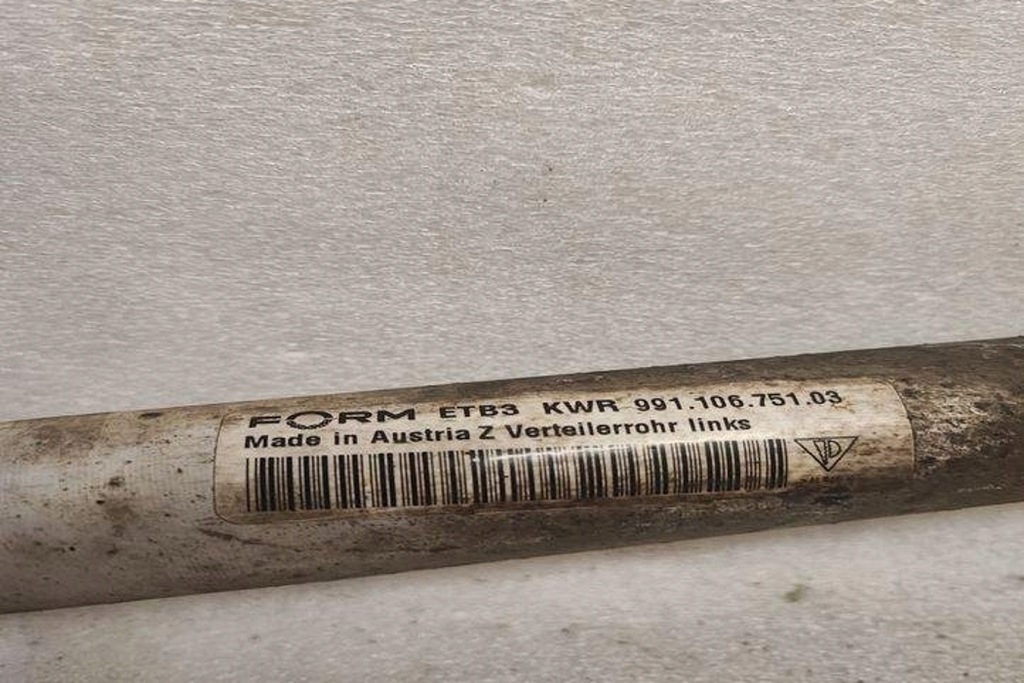 FORM ETB3 KWR 991.106.751.03
Made in Austria Z Verteilerrohr links